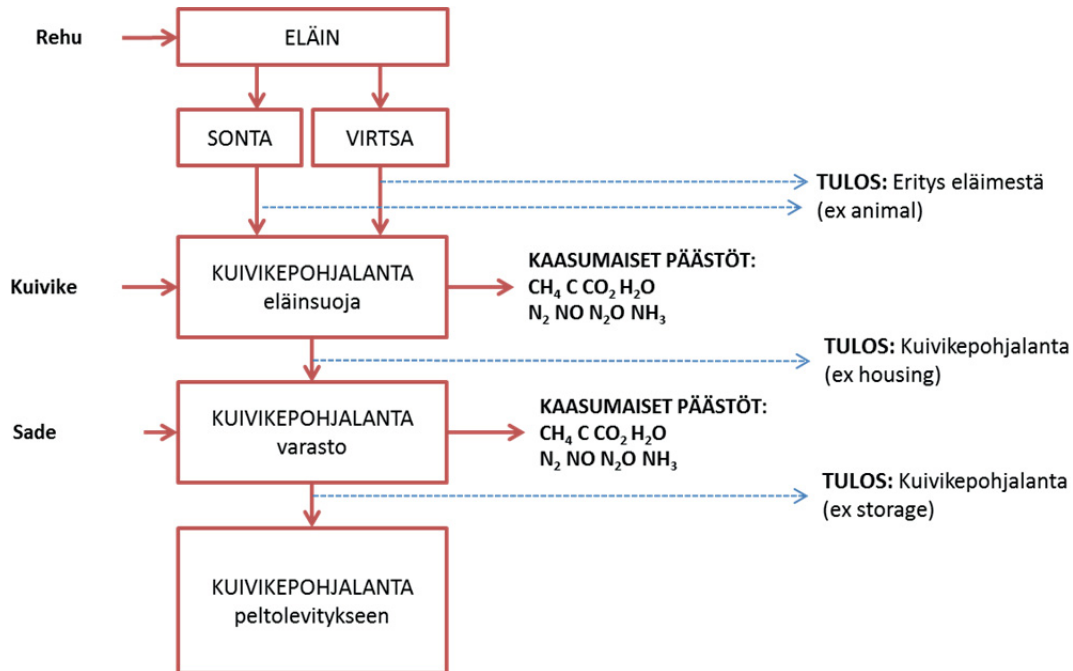 Rehu
ELÄIN
SONTA
VIRTSA
TULOS: Eritys eläimestä
(ex animal)
Kuivike
KUIVIKEPOHJALANTA
eläinsuoja
KAASUMAISET PÄÄSTÖT:
CH₄ C CO₂ H₂O
N₂ NO N₂O NH₃
TULOS: Kuivikepohjalanta
(ex housing)
Sade
KUIVIKEPOHJALANTA
varasto
KAASUMAISET PÄÄSTÖT:
CH₄ C CO₂ H₂O
N₂ NO N₂O NH₃
TULOS: Kuivikepohjalanta
(ex storage)
KUIVIKEPOHJALANTA
peltolevitykseen